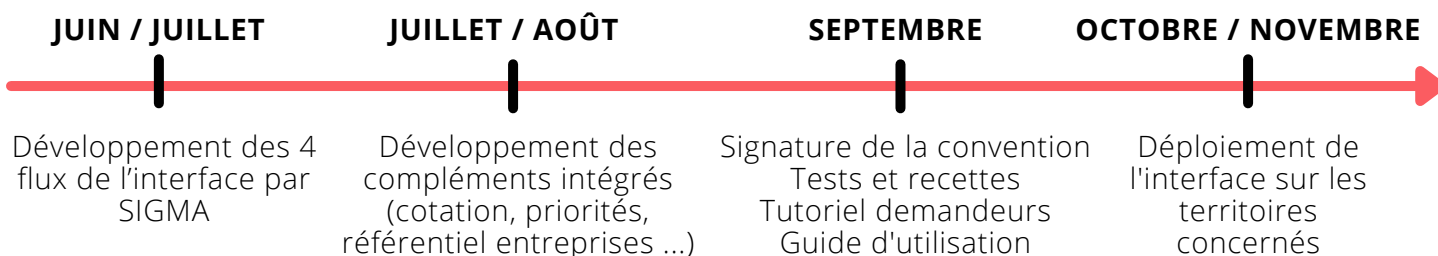 JUIN / JUILLET
Développement des 4
flux de l’interface par
SIGMA
JUILLET / AOÛT
Développement des
compléments intégrés
(cotation, priorités,
référentiel entreprises ...)
SEPTEMBRE
Signature de la convention
Tests et recettes
Tutoriel demandeurs
Guide d'utilisation
OCTOBRE / NOVEMBRE
Déploiement de
l'interface sur les
territoires
concernés